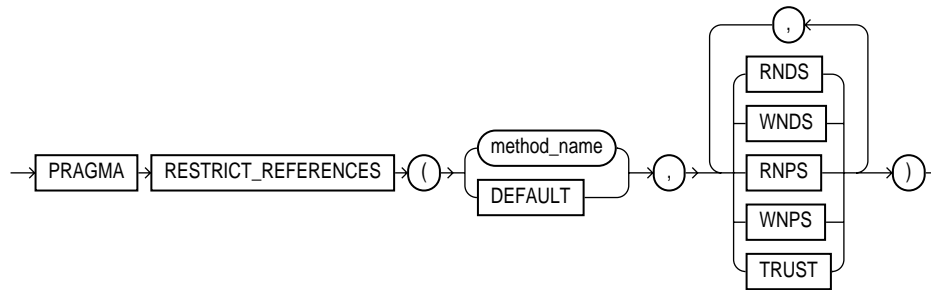 ,
RNDS
WNDS
PRAGMA RESTRICT_REFERENCES ( method_name , RNPS )
DEFAULT
WNPS
TRUST